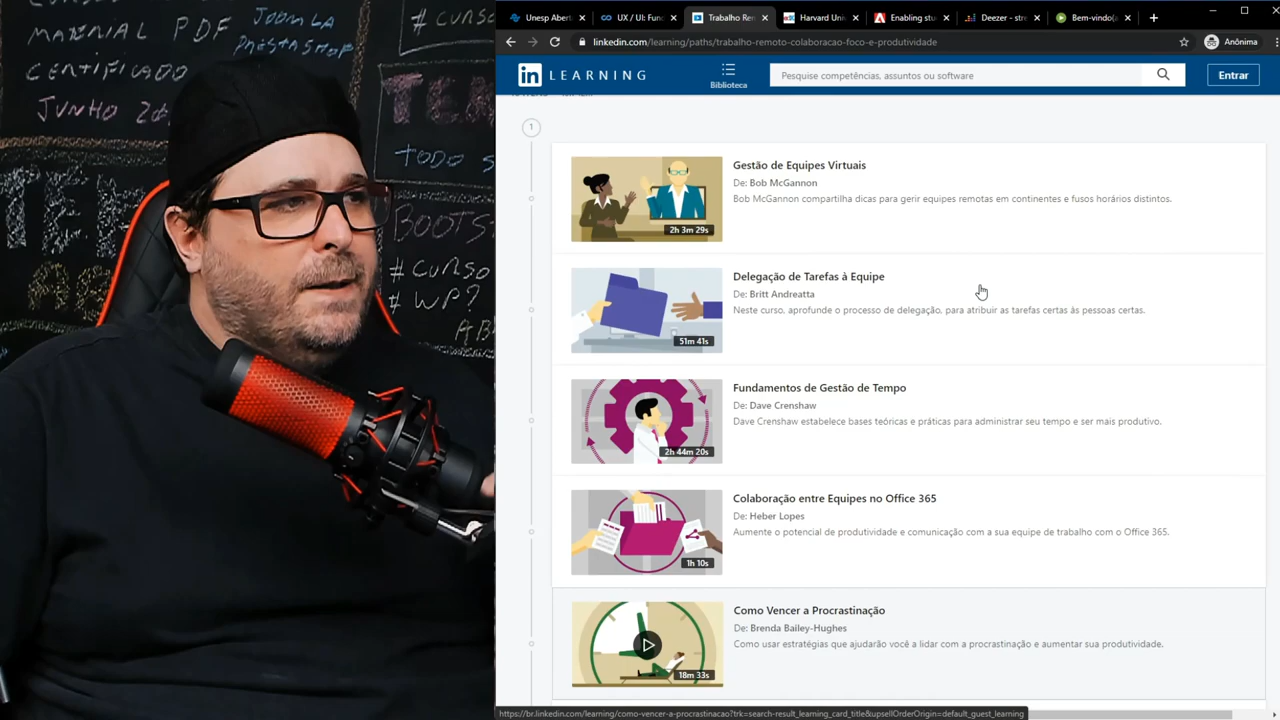 MATERIAL PDF
JOOMLA
PRESTASHOP
CERTIFICADO
# CURSO
TODO
# CURSO
# WP?
Unesp Abert
UX / UI: Fund
Trabalho Rem
Harvard Univ
Enabling stud
Deezer - stre
Bem-vindo(a
linkedin.com/learning/paths/trabalho-remoto-colaboracao-foco-e-produtividade
Anônima
in LEARNING
Biblioteca
Pesquise competências, assuntos ou software
Entrar
1
Gestão de Equipes Virtuais
De: Bob McGannon
Bob McGannon compartilha dicas para gerir equipes remotas em continentes e fusos horários distintos.
2h 3m 29s
Delegação de Tarefas à Equipe
De: Britt Andreatta
Neste curso, aprofunde o processo de delegação, para atribuir as tarefas certas às pessoas certas.
51m 41s
Fundamentos de Gestão de Tempo
De: Dave Crenshaw
Dave Crenshaw estabelece bases teóricas e práticas para administrar seu tempo e ser mais produtivo.
2h 44m 20s
Colaboração entre Equipes no Office 365
De: Heber Lopes
Aumente o potencial de produtividade e comunicação com a sua equipe de trabalho com o Office 365.
1h 10s
Como Vencer a Procrastinação
De: Brenda Bailey-Hughes
Como usar estratégias que ajudarão você a lidar com a procrastinação e aumentar sua produtividade.
18m 33s
https://br.linkedin.com/learning/como-vencer-a-procrastinacao?trk=search-result_learning_card_title&upsellOrderOrigin=default_guest_learning